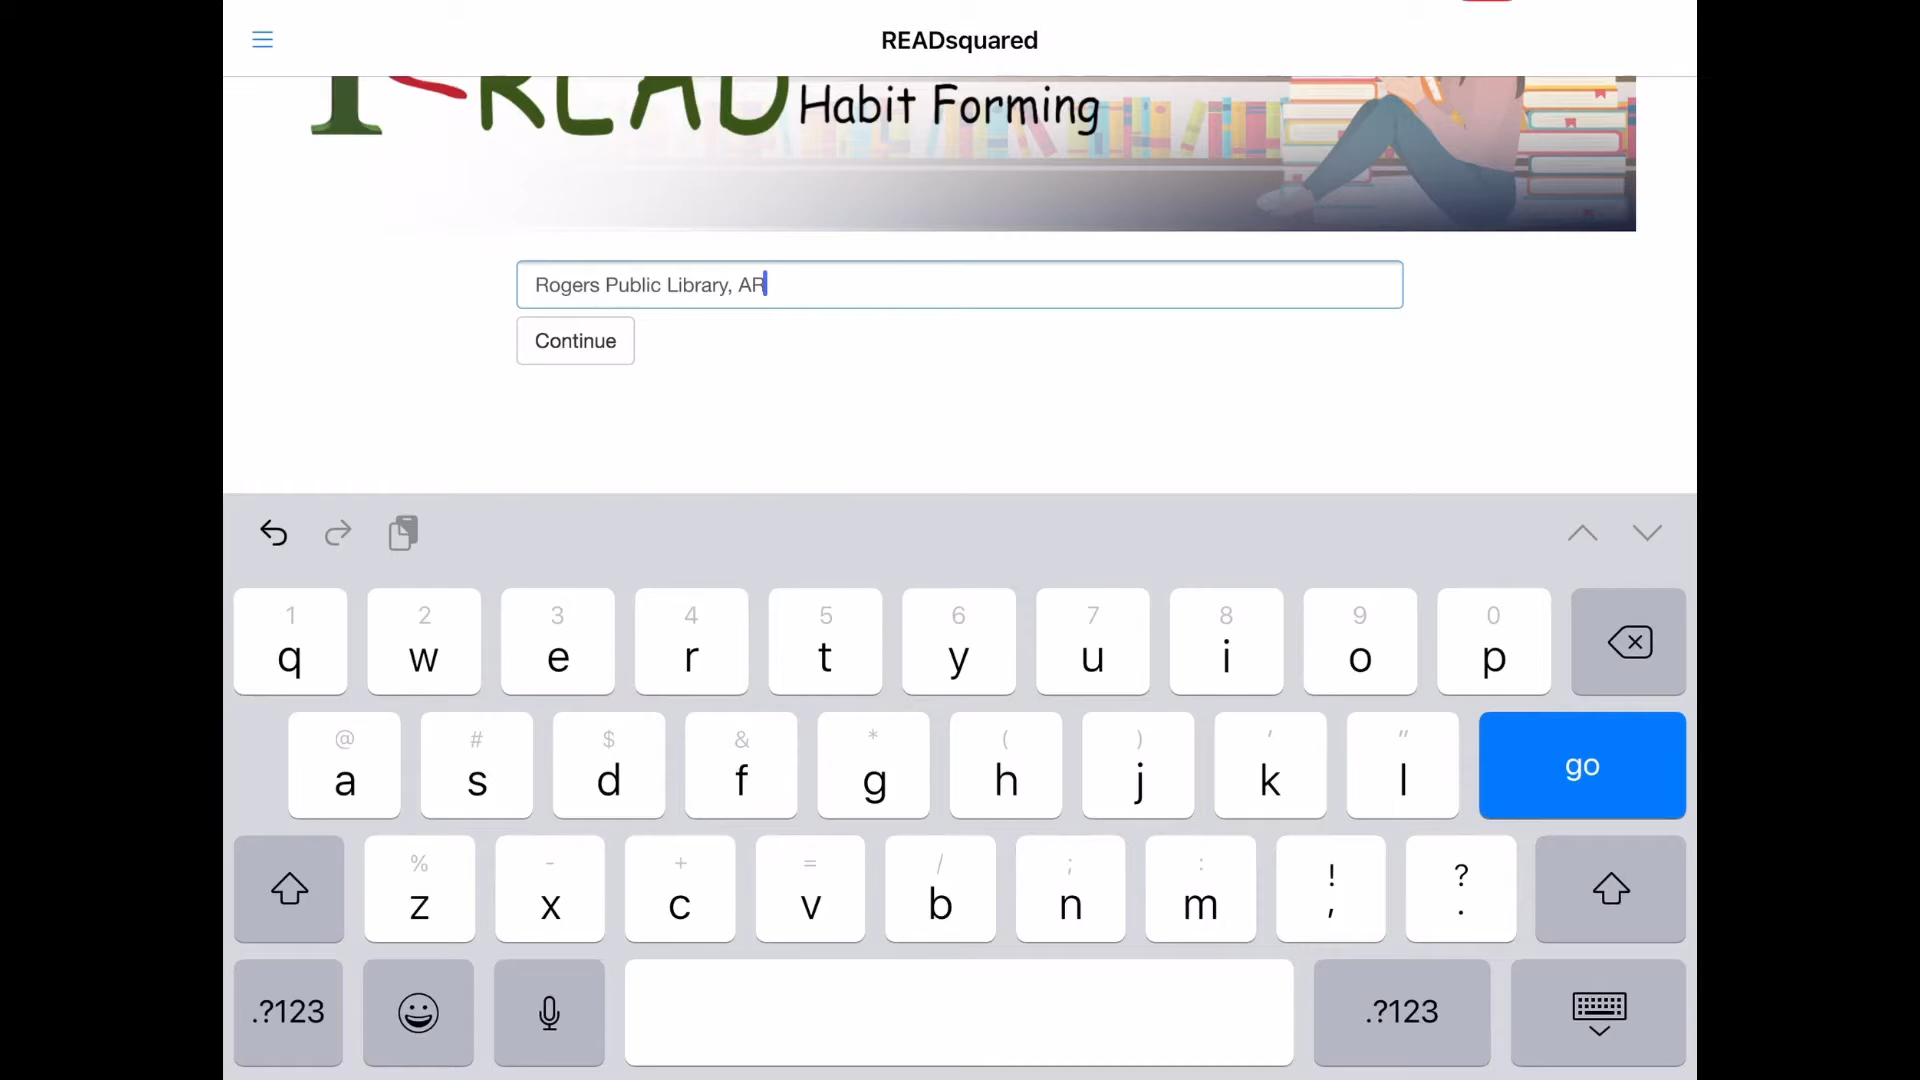 READsquared
I READ
Habit Forming
Rogers Public Library, AR
Continue
1 2 3 4 5 6 7 8 9 0
q w e r t y u i o p
@ # $ & * ( ) ' "
a s d f g h j k l go
% - + = / ; : ! ?
z x c v b n m , .
.?123 .?123